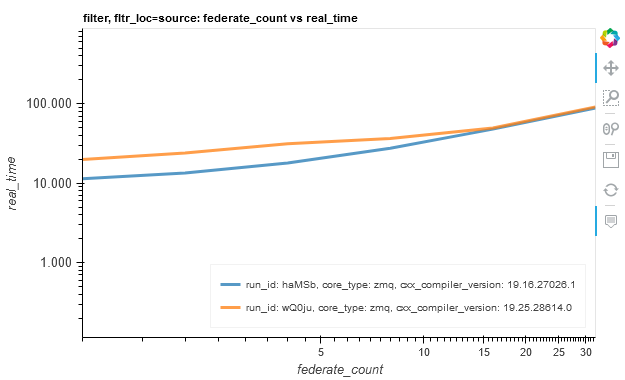 filter, fltr_loc=source: federate_count vs real_time
100.000
10.000
1.000
real_time
run_id: haMSb, core_type: zmq, cxx_compiler_version: 19.16.27026.1
run_id: wQ0ju, core_type: zmq, cxx_compiler_version: 19.25.28614.0
5 10 15 20 25 30
federate_count